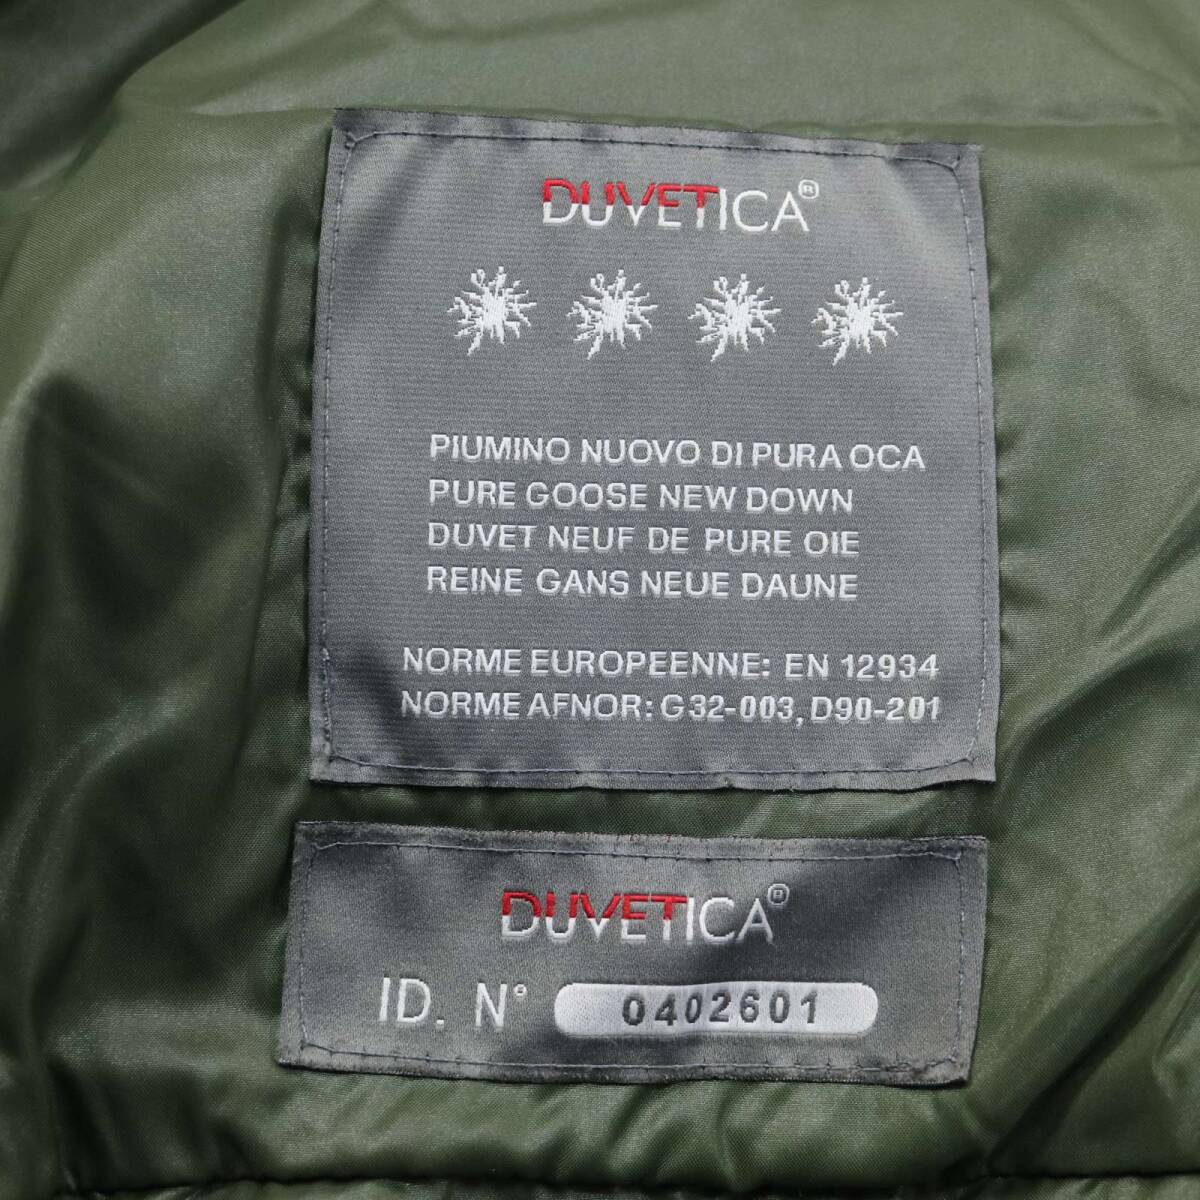 DUVETICA®
PIUMINO NUOVO DI PURA OCA
PURE GOOSE NEW DOWN
DUVET NEUF DE PURE OIE
REINE GANS NEUE DAUNE
NORME EUROPEENNE: EN 12934
NORME AFNOR: G32-003, D90-201
DUVETICA®
ID. N° 0402601